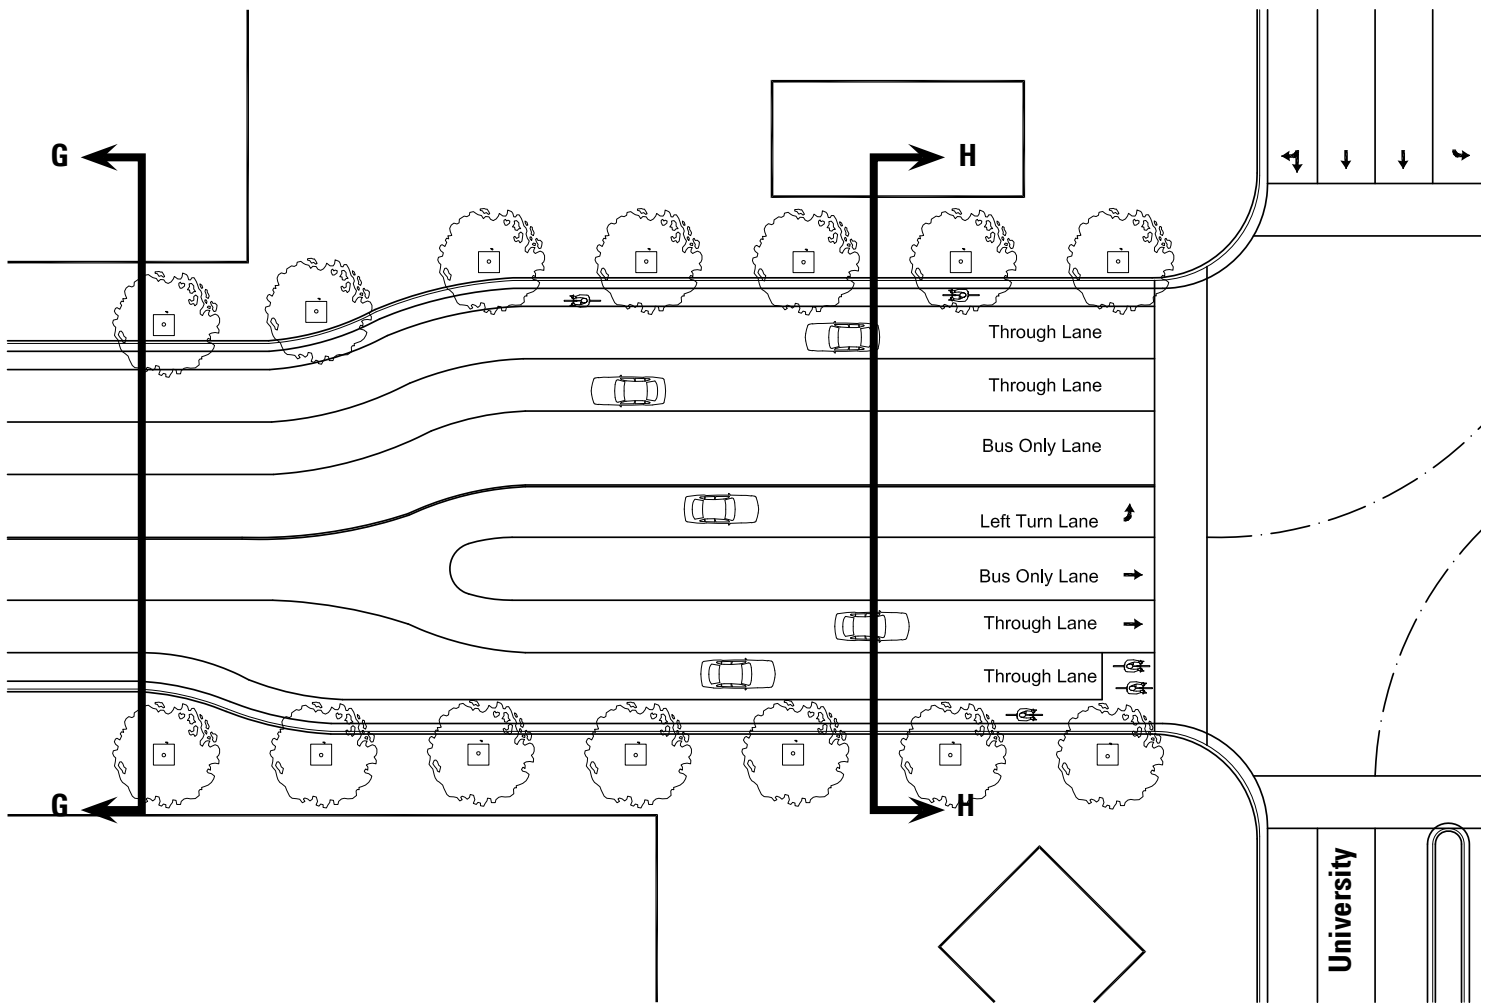 G
H
Through Lane
Through Lane
Bus Only Lane
Left Turn Lane
Bus Only Lane
Through Lane
Through Lane
G
H
University